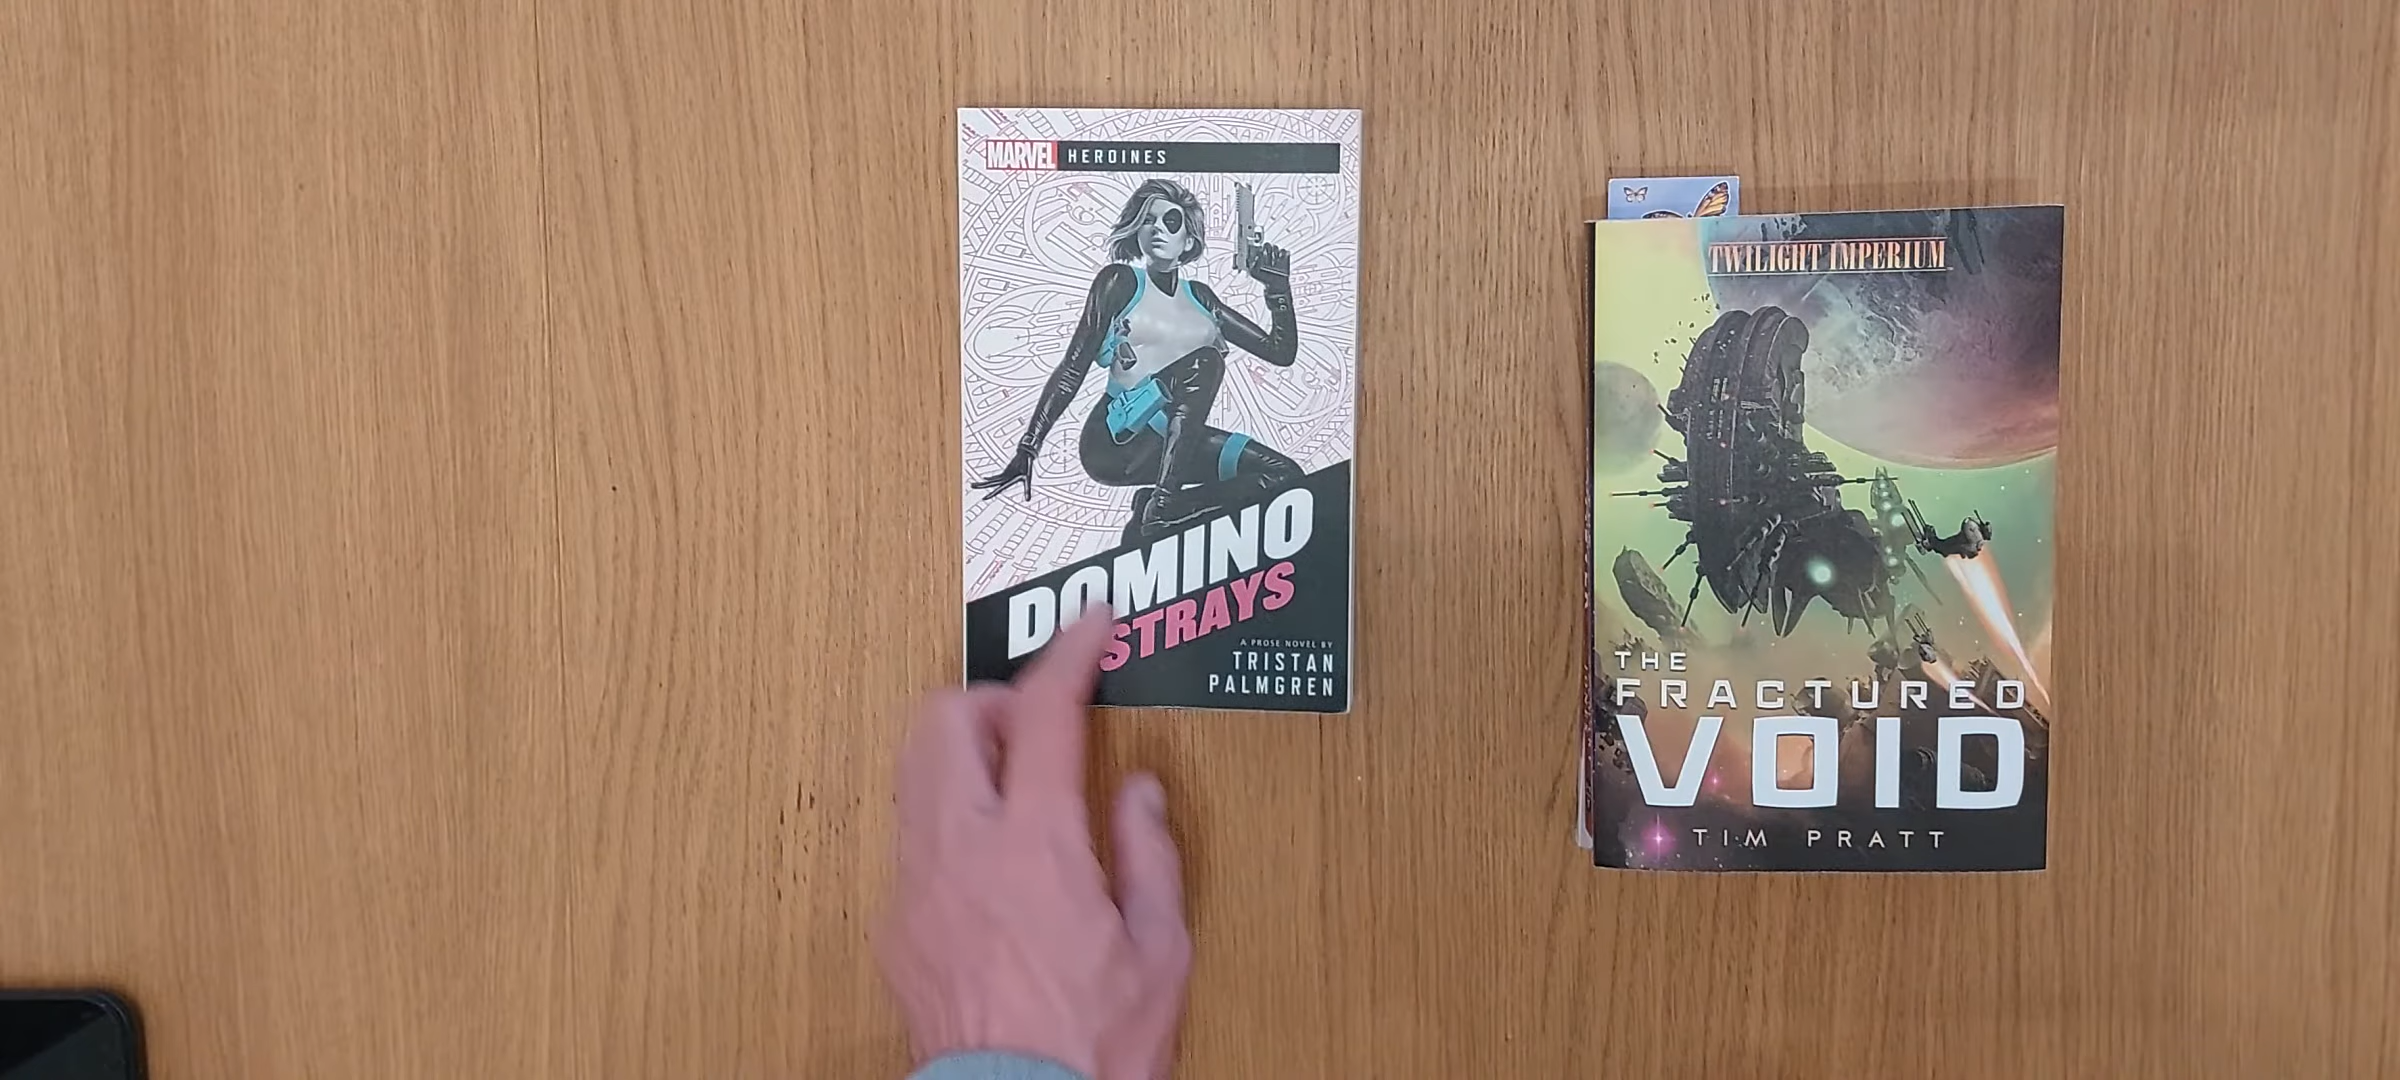 MARVEL HEROINES
DOMINO
STRAYS
A PROSE NOVEL BY
TRISTAN
PALMGREN
TWILIGHT IMPERIUM
THE
FRACTURED
VOID
TIM PRATT